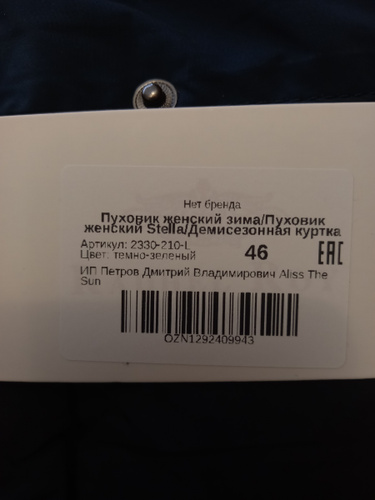 Нет бренда
Пуховик женский зима/Пуховик
женский Stella/Демисезонная куртка
Артикул: 2330-210-L
Цвет: темно-зеленый
46
EAC
ИП Петров Дмитрий Владимирович Aliss The
Sun
OZN1292409943